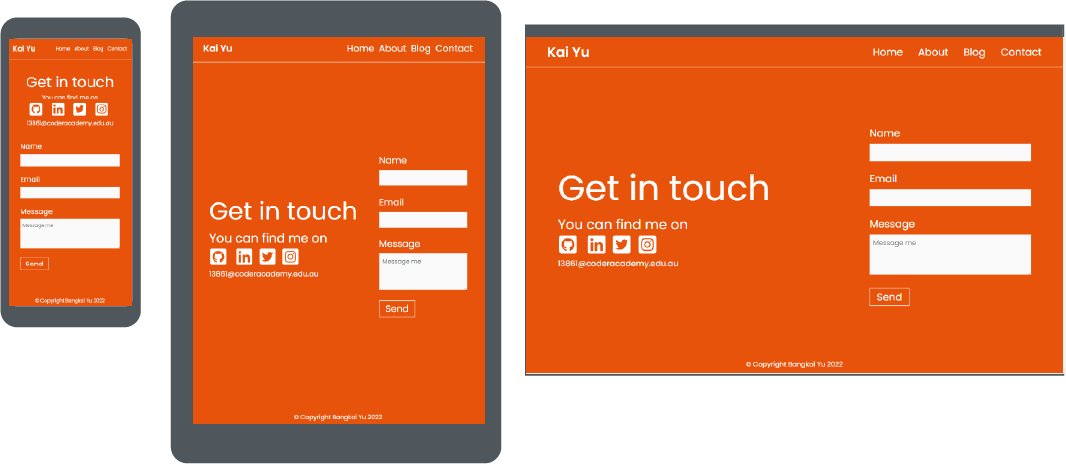 Kai Yu
Home About Blog Contact
Get in touch
You can find me on
13861@coderacademy.edu.au
Name
Email
Message
Message me
Send
© Copyright Bangkai Yu 2022
Kai Yu
Home About Blog Contact
Get in touch
You can find me on
13861@coderacademy.edu.au
Name
Email
Message
Message me
Send
© Copyright Bangkai Yu 2022
Kai Yu
Home About Blog Contact
Get in touch
You can find me on
13861@coderacademy.edu.au
Name
Email
Message
Message me
Send
© Copyright Bangkai Yu 2022